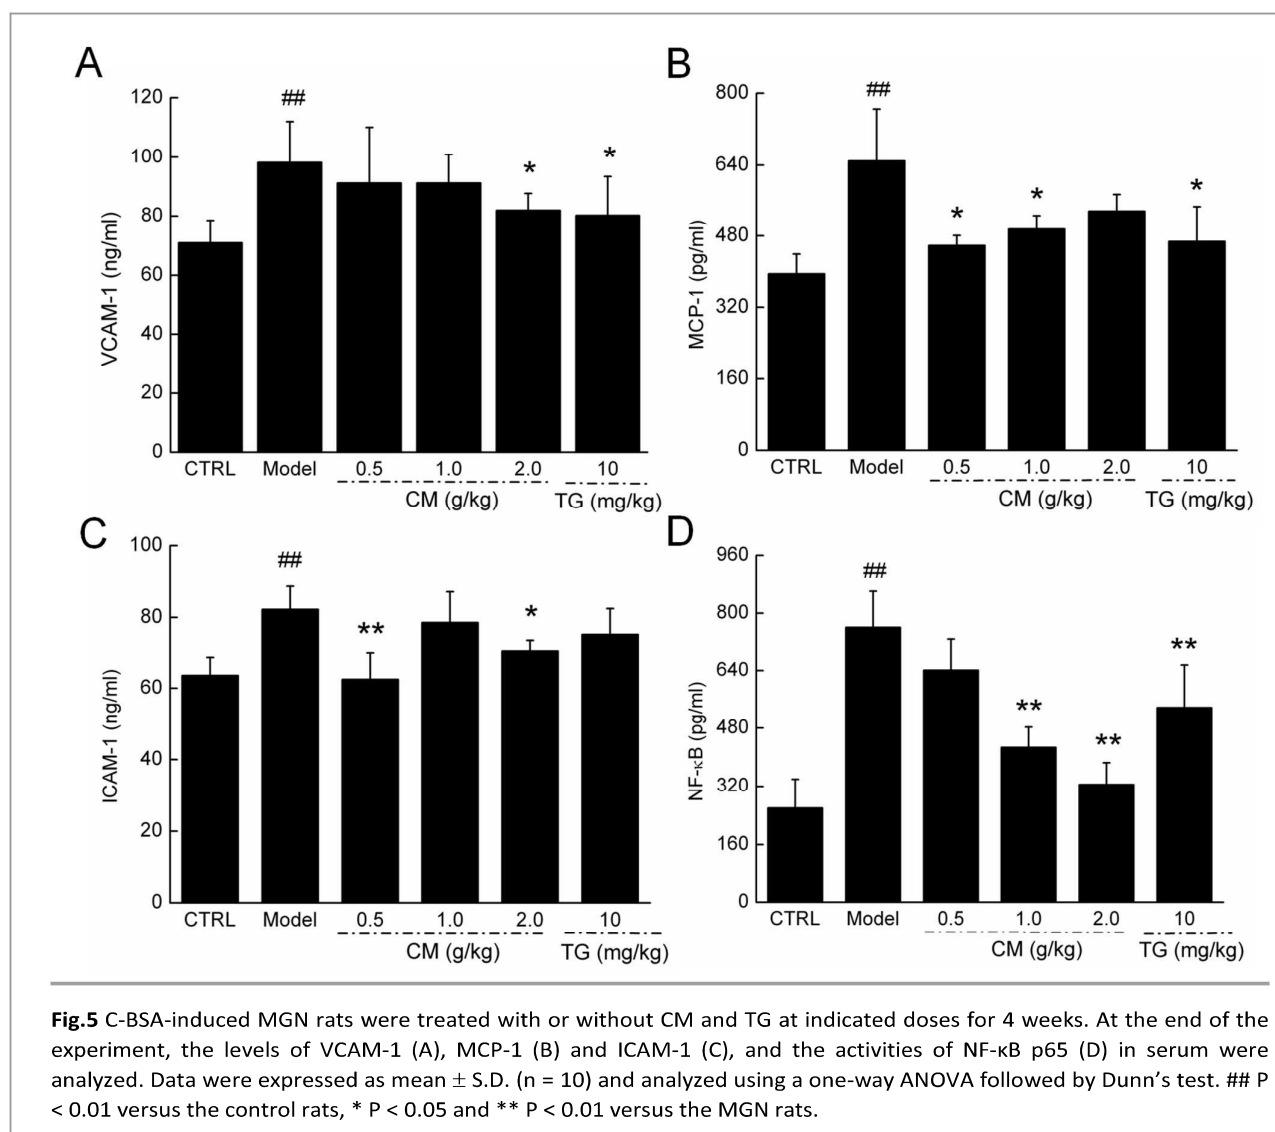 A
120
100
80
60
40
20
0
VCAM-1 (ng/ml)
##
*
*
CTRL Model 0.5 1.0 2.0 10
CM (g/kg) TG (mg/kg)
B
800
640
480
320
160
0
MCP-1 (pg/ml)
##
*
*
*
CTRL Model 0.5 1.0 2.0 10
CM (g/kg) TG (mg/kg)
C
100
80
60
40
20
0
ICAM-1 (ng/ml)
##
**
*
CTRL Model 0.5 1.0 2.0 10
CM (g/kg) TG (mg/kg)
D
960
800
640
480
320
160
0
NF-κB (pg/ml)
##
**
**
**
CTRL Model 0.5 1.0 2.0 10
CM (g/kg) TG (mg/kg)
Fig.5 C-BSA-induced MGN rats were treated with or without CM and TG at indicated doses for 4 weeks. At the end of the
experiment, the levels of VCAM-1 (A), MCP-1 (B) and ICAM-1 (C), and the activities of NF-κB p65 (D) in serum were
analyzed. Data were expressed as mean ± S.D. (n = 10) and analyzed using a one-way ANOVA followed by Dunn's test. ## P
< 0.01 versus the control rats, * P < 0.05 and ** P < 0.01 versus the MGN rats.